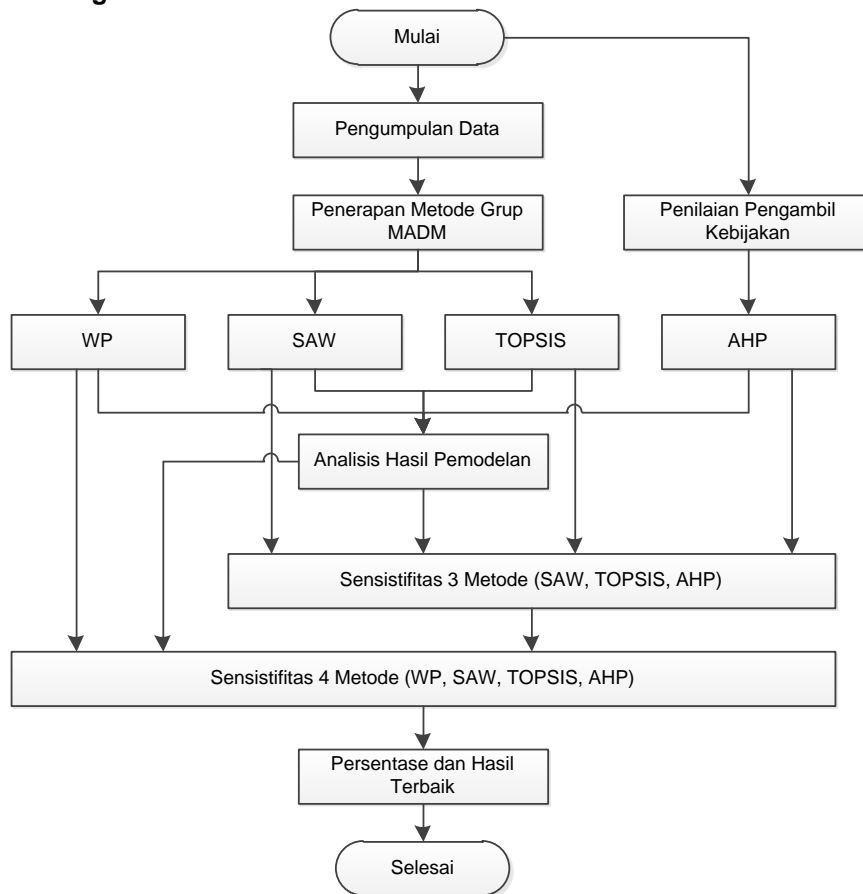 Mulai
Pengumpulan Data
Penerapan Metode Grup
MADM
Penilaian Pengambil
Kebijakan
WP
SAW
TOPSIS
AHP
Analisis Hasil Pemodelan
Sensistifitas 3 Metode (SAW, TOPSIS, AHP)
Sensistifitas 4 Metode (WP, SAW, TOPSIS, AHP)
Persentase dan Hasil
Terbaik
Selesai